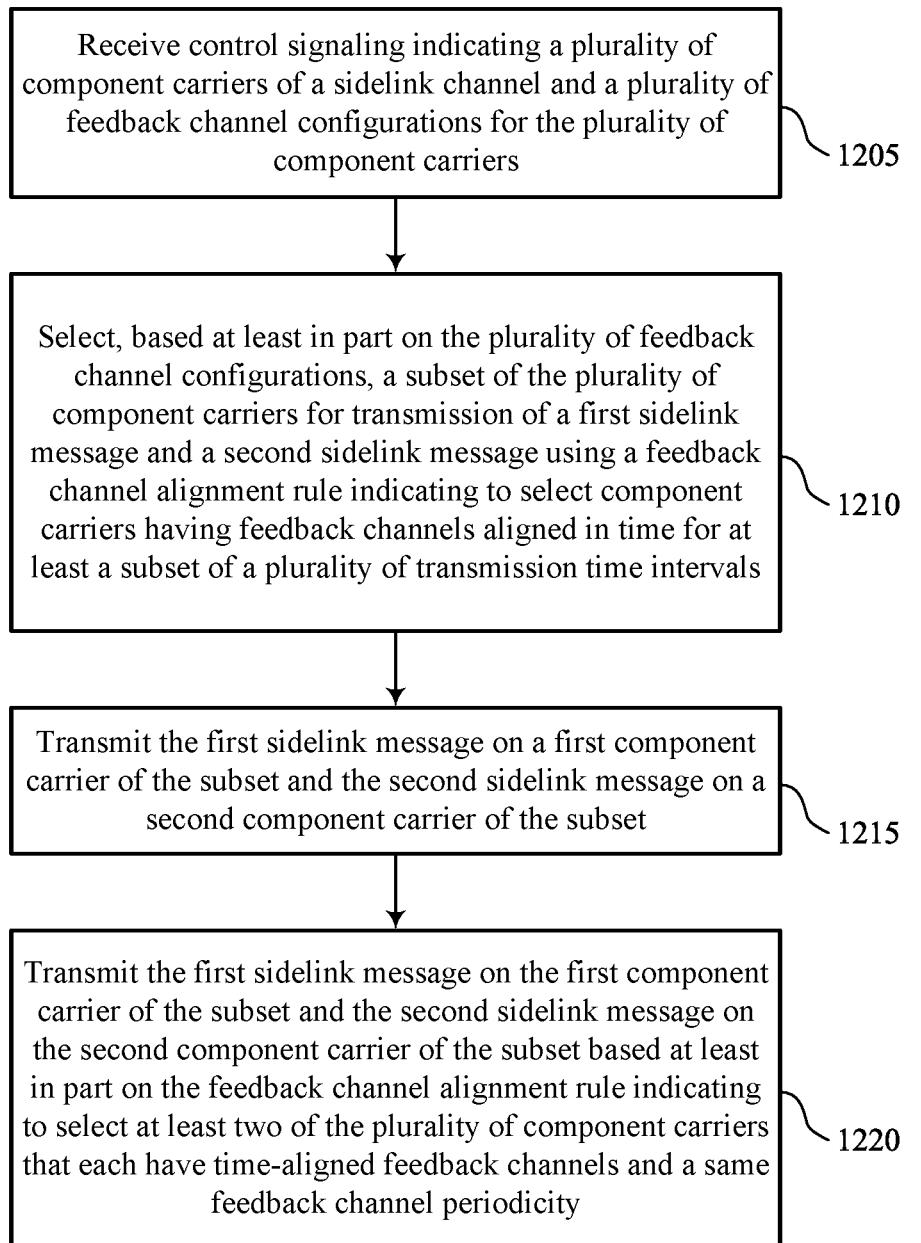 Receive control signaling indicating a plurality of
component carriers of a sidelink channel and a plurality of
feedback channel configurations for the plurality of
component carriers
1205
Select, based at least in part on the plurality of feedback
channel configurations, a subset of the plurality of
component carriers for transmission of a first sidelink
message and a second sidelink message using a feedback
channel alignment rule indicating to select component
carriers having feedback channels aligned in time for at
least a subset of a plurality of transmission time intervals
1210
Transmit the first sidelink message on a first component
carrier of the subset and the second sidelink message on a
second component carrier of the subset
1215
Transmit the first sidelink message on the first component
carrier of the subset and the second sidelink message on
the second component carrier of the subset based at least
in part on the feedback channel alignment rule indicating
to select at least two of the plurality of component carriers
that each have time-aligned feedback channels and a same
feedback channel periodicity
1220